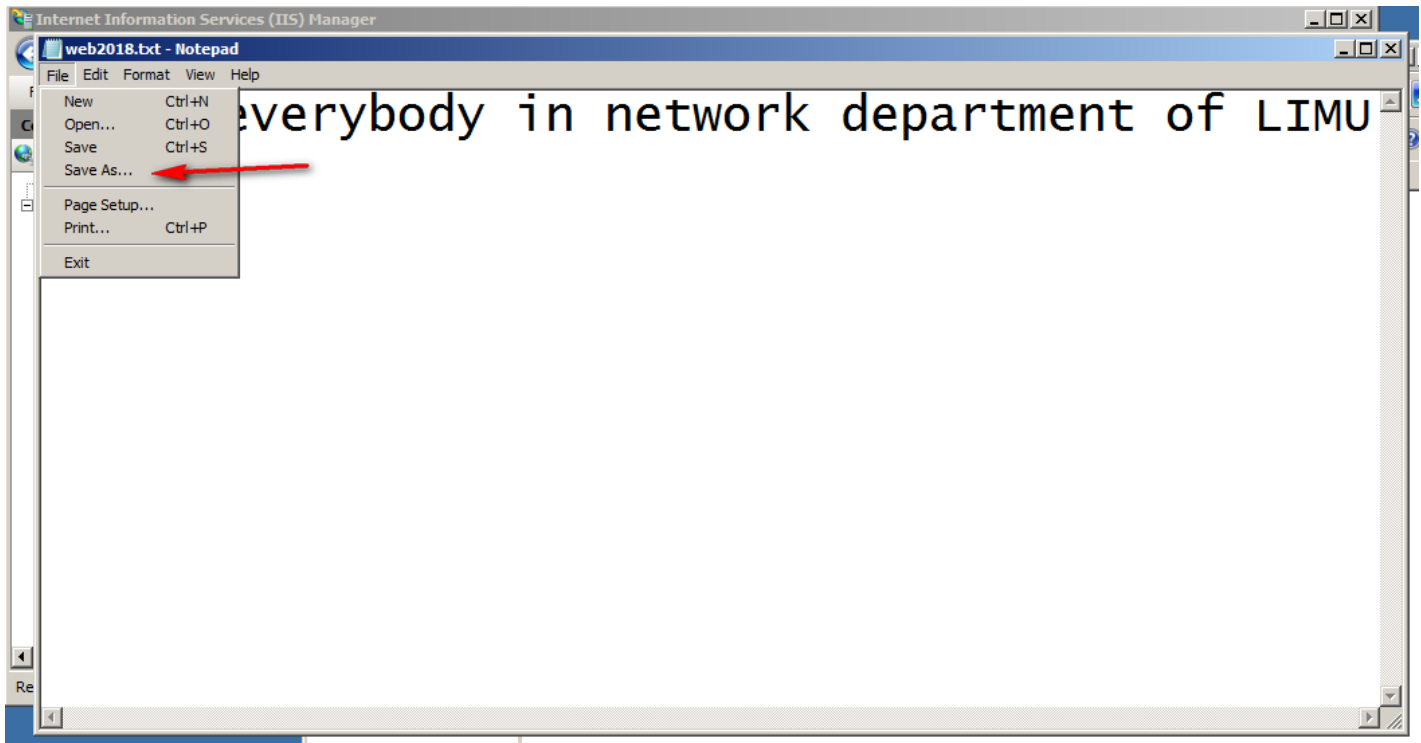 Internet Information Services (IIS) Manager
web2018.txt - Notepad
File Edit Format View Help
everybody in network department of LIMU
New Ctrl+N
Open... Ctrl+O
Save Ctrl+S
Save As...
Page Setup...
Print... Ctrl+P
Exit
Re